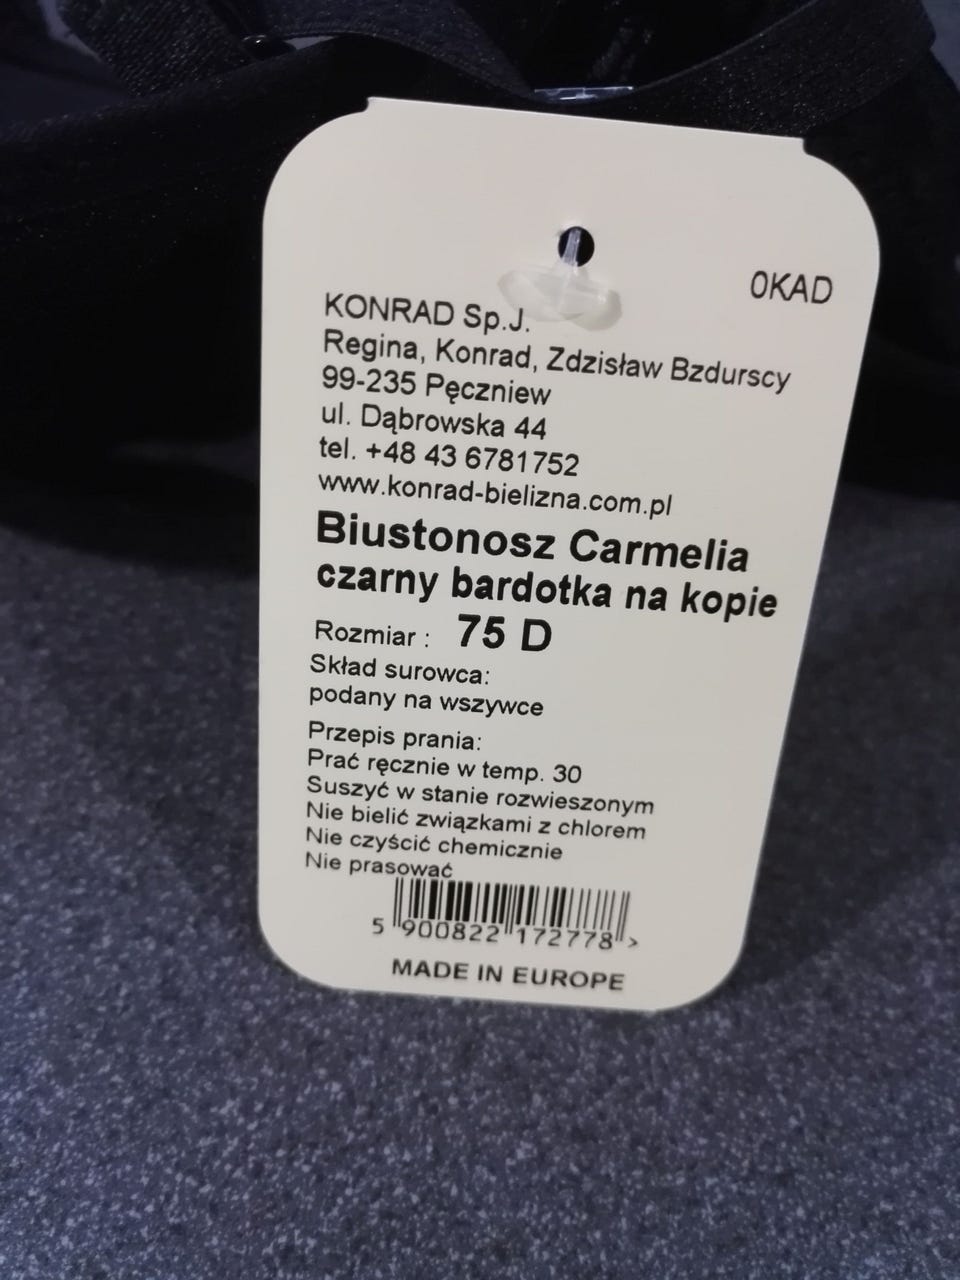 0KAD
KONRAD Sp.J.
Regina, Konrad, Zdzisław Bzdurscy
99-235 Pęczniew
ul. Dąbrowska 44
tel. +48 43 6781752
www.konrad-bielizna.com.pl
Biustonosz Carmelia
czarny bardotka na kopie
Rozmiar : 75 D
Skład surowca:
podany na wszywce
Przepis prania:
Prać ręcznie w temp. 30
Suszyć w stanie rozwieszonym
Nie bielić związkami z chlorem
Nie czyścić chemicznie
Nie prasować
5 900822 172778 >
MADE IN EUROPE